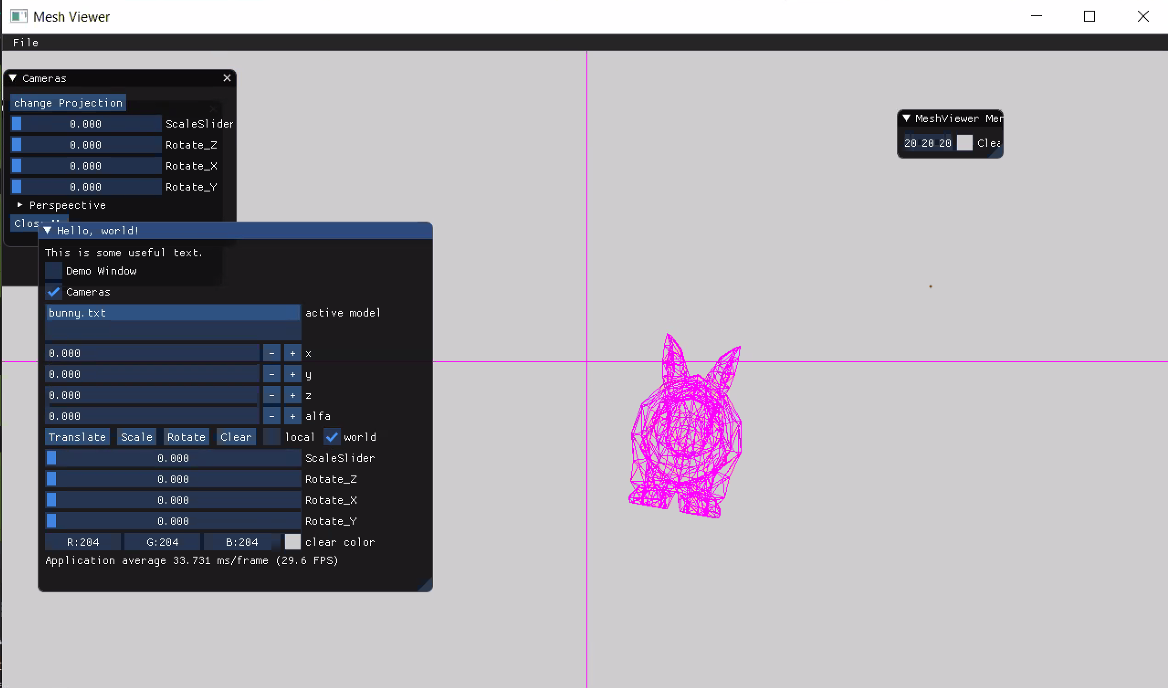 Mesh Viewer
File
Cameras
change Projection
0.000 ScaleSlider
0.000 Rotate_Z
0.000 Rotate_X
0.000 Rotate_Y
Perspeective
MeshViewer
20 20 20
Hello, world!
This is some useful text.
Demo Window
Cameras
bunny.txt active model
0.000 - + x
0.000 - + y
0.000 - + z
0.000 - + alfa
Translate Scale Rotate Clear local world
0.000 ScaleSlider
0.000 Rotate_Z
0.000 Rotate_X
0.000 Rotate_Y
R:204 G:204 B:204 clear color
Application average 33.731 ms/frame (29.6 FPS)